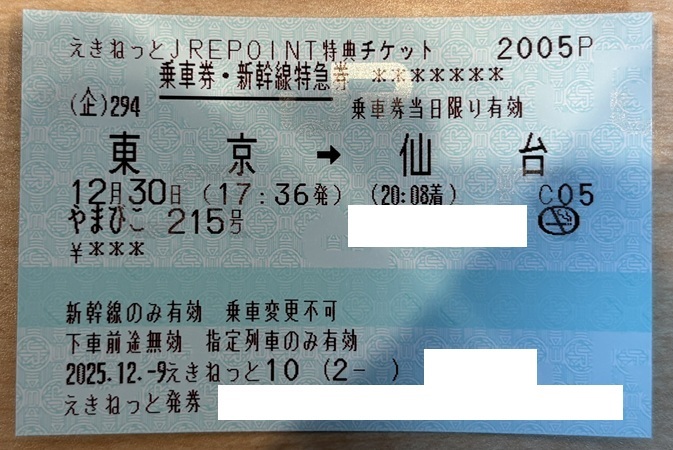 えきねっとJREPOINT特典チケット 2005P
乗車券・新幹線特急券 *******
(企)294 乗車券当日限り有効
東京 → 仙台
12月30日 (17:36発) (20:08着) C05
やまびこ 215号
¥***
新幹線のみ有効 乗車変更不可
下車前途無効 指定列車のみ有効
2025.12.-9えきねっと10 (2- )
えきねっと発券